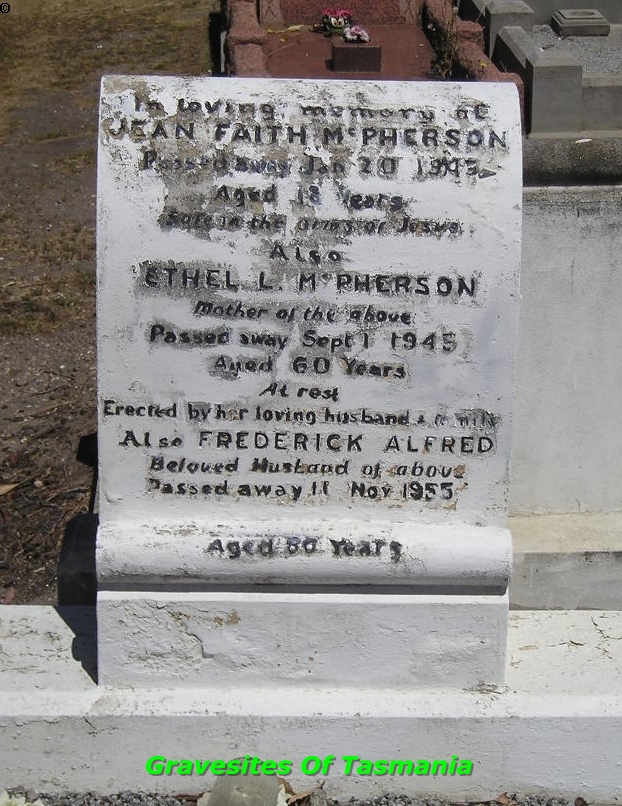 ©
In loving memory of
JEAN FAITH McPHERSON
Passed away Jan 20 1945
Aged 18 Years
Safe in the arms of Jesus
Also
ETHEL L. McPHERSON
Mother of the above
Passed away Sept 1 1945
Aged 60 Years
At rest
Erected by her loving husband & family
Also FREDERICK ALFRED
Beloved Husband of above
Passed away 11 Nov 1955
Aged Years
Gravesites Of Tasmania